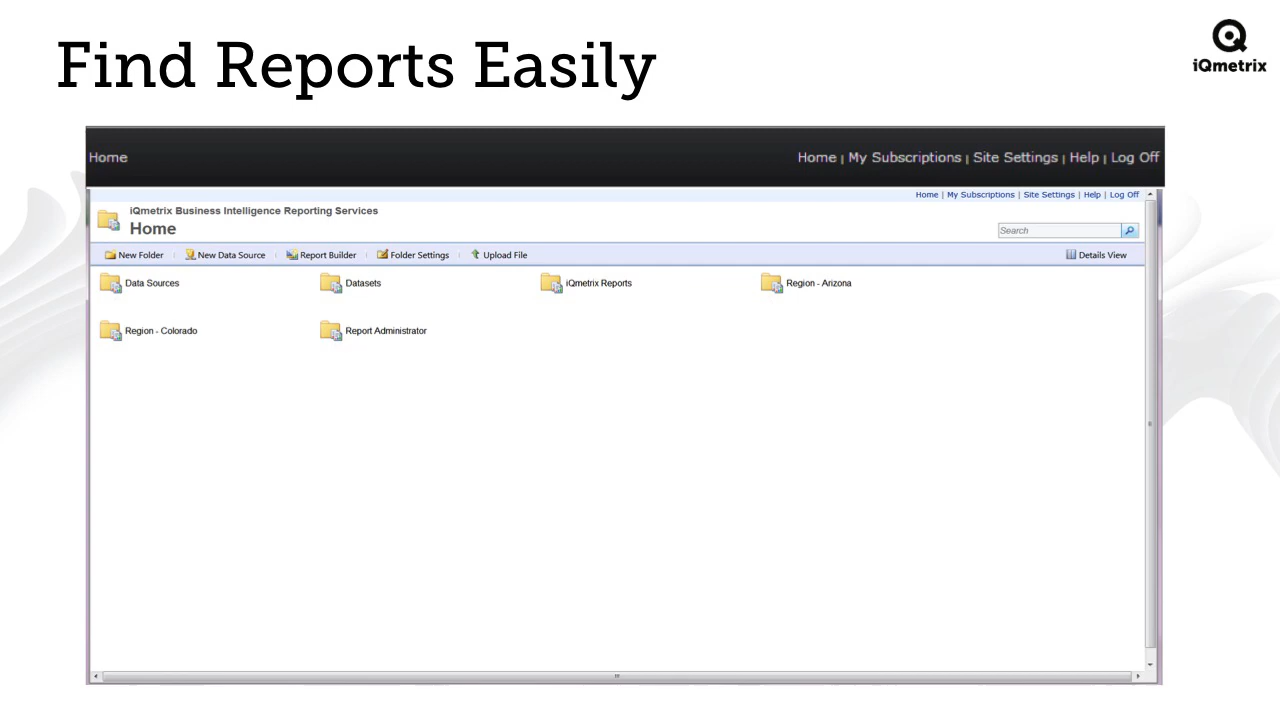 Find Reports Easily
iQmetrix
Home
Home | My Subscriptions | Site Settings | Help | Log Off
Home | My Subscriptions | Site Settings | Help | Log Off
iQmetrix Business Intelligence Reporting Services
Home
Search
New Folder New Data Source Report Builder Folder Settings Upload File Details View
Data Sources Datasets iQmetrix Reports Region - Arizona
Region - Colorado Report Administrator